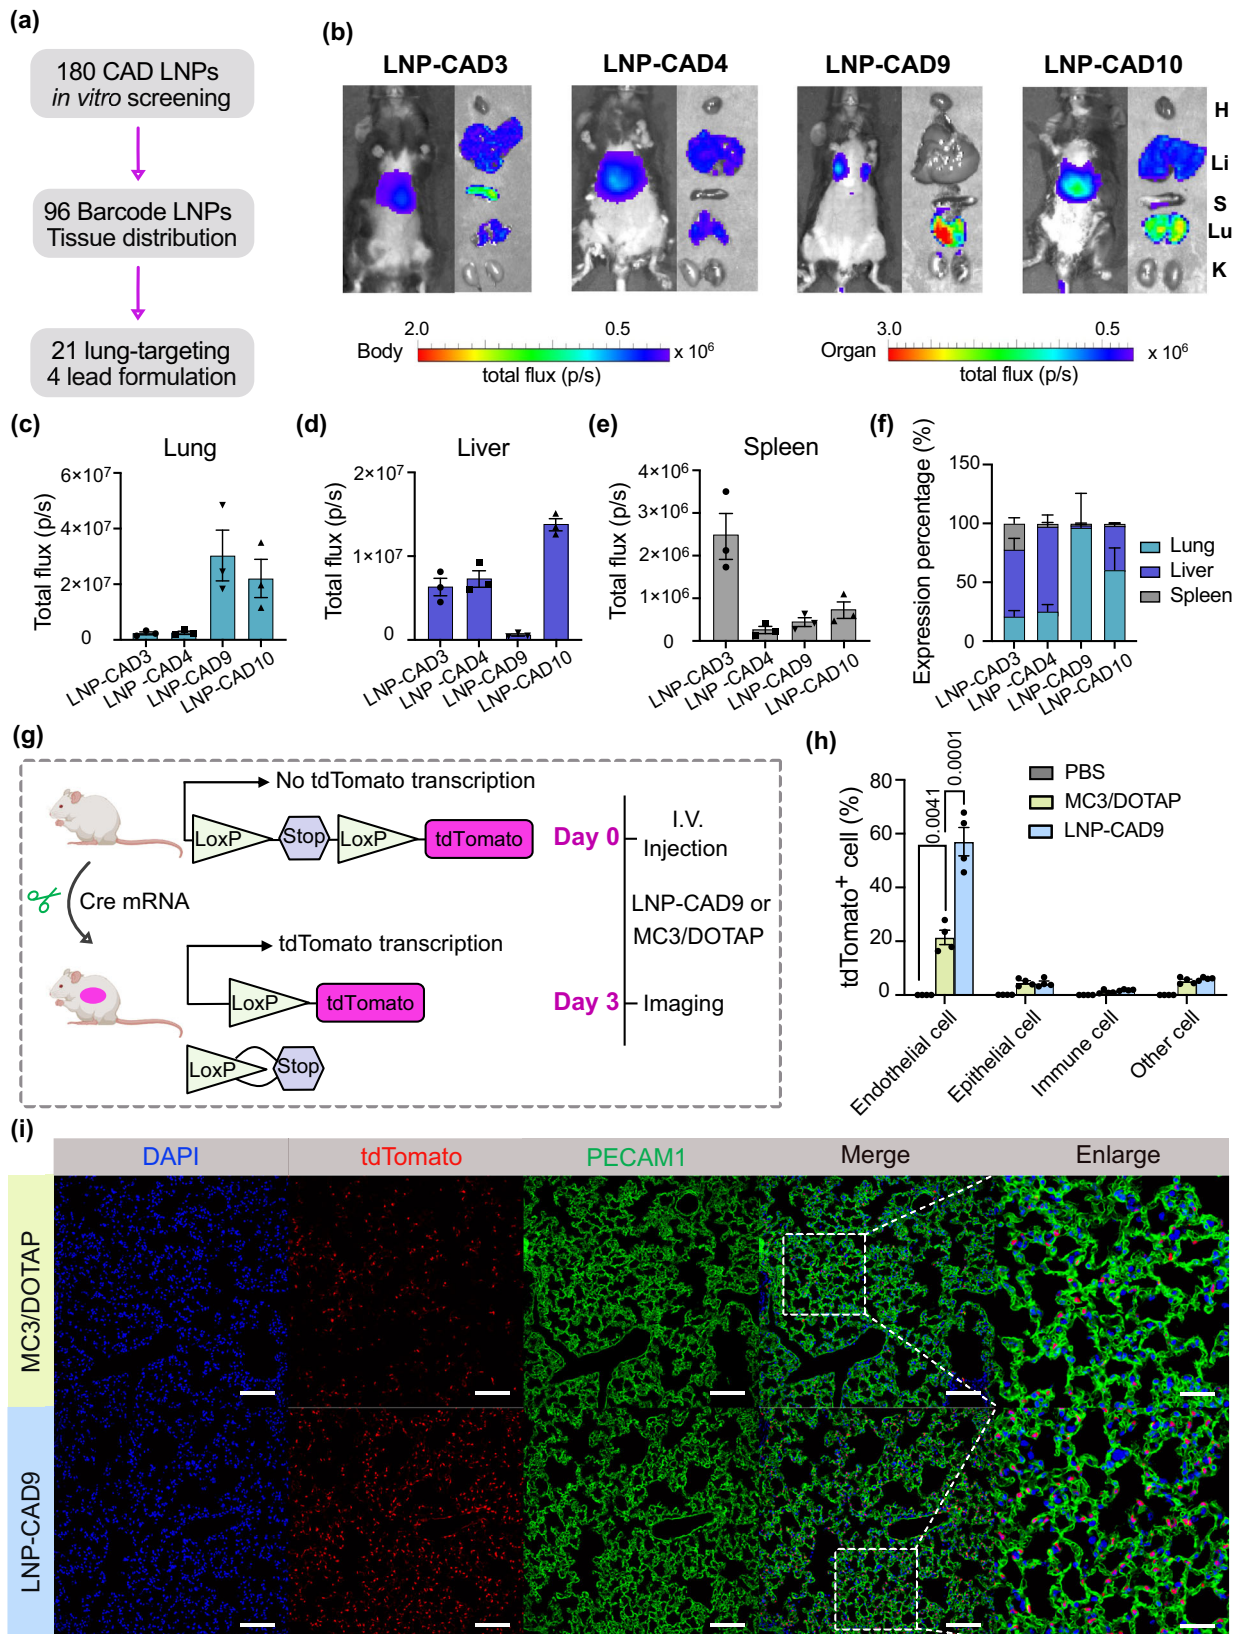 (a)
180 CAD LNPs
in vitro screening
96 Barcode LNPs
Tissue distribution
21 lung-targeting
4 lead formulation
(b)
LNP-CAD3
LNP-CAD4
LNP-CAD9
LNP-CAD10
H
Li
S
Lu
K
2.0
0.5
Body
x 10⁶
total flux (p/s)
3.0
0.5
Organ
x 10⁶
total flux (p/s)
(c)
Lung
Total flux (p/s)
6×10⁷
4×10⁷
2×10⁷
0
LNP-CAD3
LNP -CAD4
LNP-CAD9
LNP-CAD10
(d)
Liver
Total flux (p/s)
2×10⁷
1×10⁷
0
LNP-CAD3
LNP -CAD4
LNP-CAD9
LNP-CAD10
(e)
Spleen
Total flux (p/s)
4×10⁶
3×10⁶
2×10⁶
1×10⁶
0
LNP-CAD3
LNP -CAD4
LNP-CAD9
LNP-CAD10
(f)
Expression percentage (%)
150
100
50
0
LNP-CAD3
LNP -CAD4
LNP-CAD9
LNP-CAD10
Lung
Liver
Spleen
(g)
No tdTomato transcription
LoxP
Stop
LoxP
tdTomato
Cre mRNA
tdTomato transcription
LoxP
tdTomato
LoxP
Stop
Day 0
I.V.
Injection
LNP-CAD9 or
MC3/DOTAP
Day 3
Imaging
(h)
tdTomato⁺ cell (%)
80
60
40
20
0
0.0041
0.0001
PBS
MC3/DOTAP
LNP-CAD9
Endothelial cell
Epithelial cell
Immune cell
Other cell
(i)
DAPI
tdTomato
PECAM1
Merge
Enlarge
MC3/DOTAP
LNP-CAD9